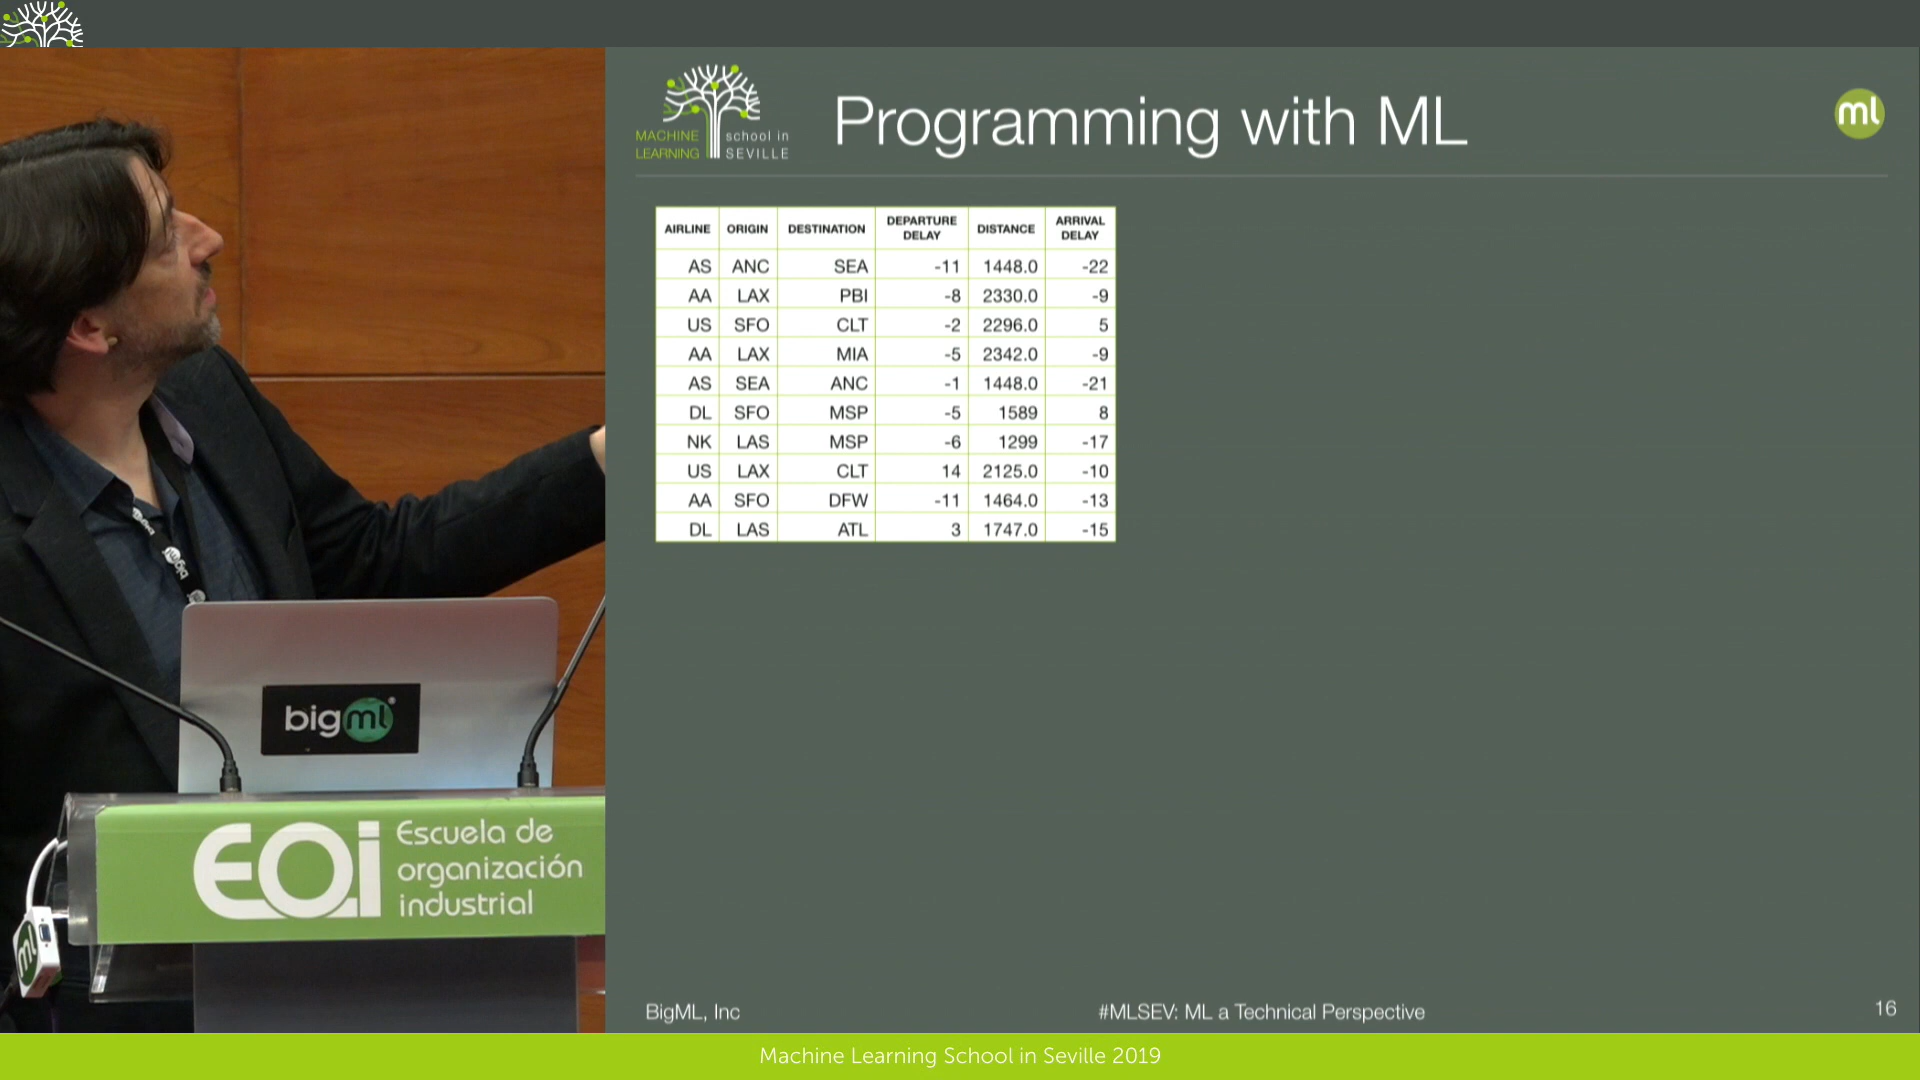 MACHINE
LEARNING
school in
SEVILLE
Programming with ML
ml
AIRLINE ORIGIN DESTINATION DEPARTURE DELAY DISTANCE ARRIVAL DELAY
AS ANC SEA -11 1448.0 -22
AA LAX PBI -8 2330.0 -9
US SFO CLT -2 2296.0 5
AA LAX MIA -5 2342.0 -9
AS SEA ANC -1 1448.0 -21
DL SFO MSP -5 1589 8
NK LAS MSP -6 1299 -17
US LAX CLT 14 2125.0 -10
AA SFO DFW -11 1464.0 -13
DL LAS ATL 3 1747.0 -15
bigml
bigml
bigml®
EOi
Escuela de
organización
industrial
ml
BigML, Inc
#MLSEV: ML a Technical Perspective
16
Machine Learning School in Seville 2019